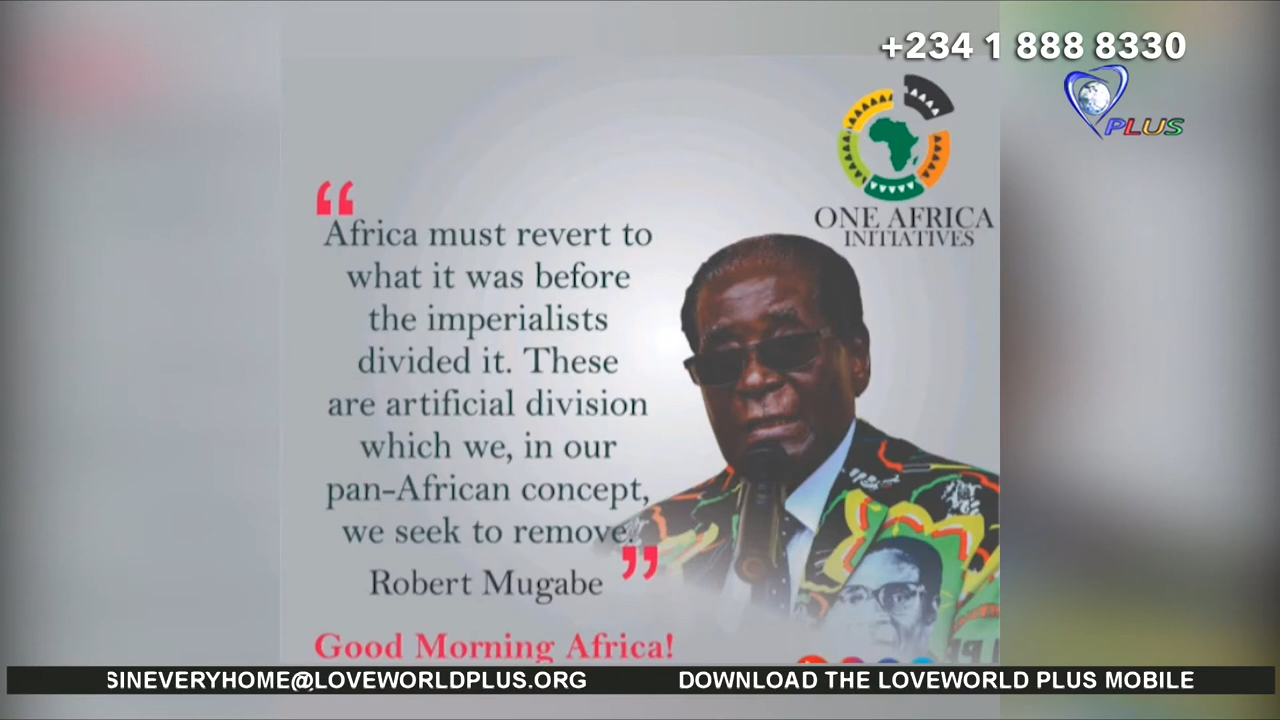 +234 1 888 8330
PLUS
ONE AFRICA
INITIATIVES
“
Africa must revert to
what it was before
the imperialists
divided it. These
are artificial division
which we, in our
pan-African concept,
we seek to remove.
”
Robert Mugabe
Good Morning Africa!
SINEVERYHOME@LOVEWORLDPLUS.ORG DOWNLOAD THE LOVEWORLD PLUS MOBILE